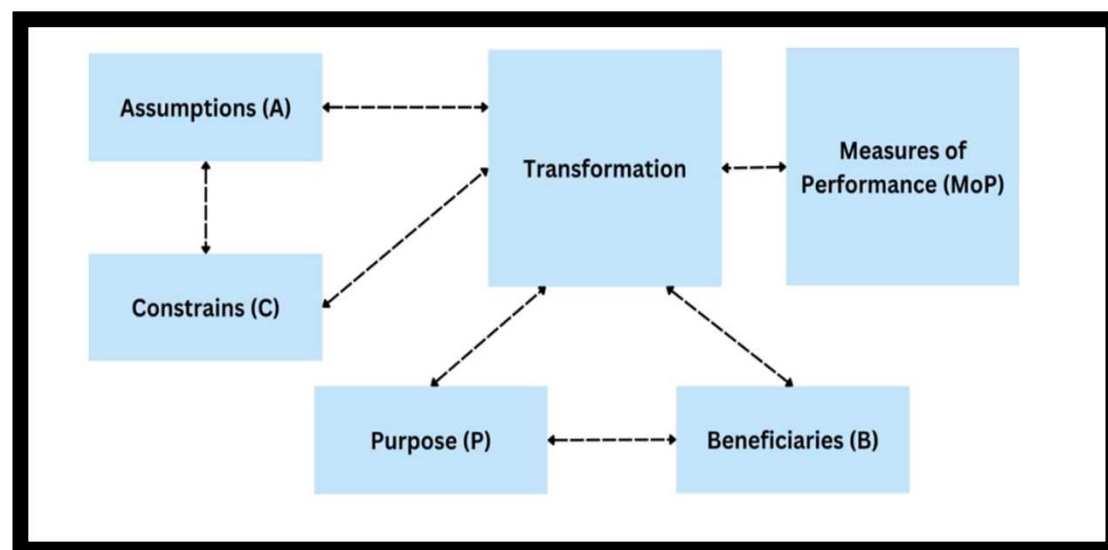 Assumptions (A)
Transformation
Measures of
Performance (MoP)
Constrains (C)
Purpose (P)
Beneficiaries (B)